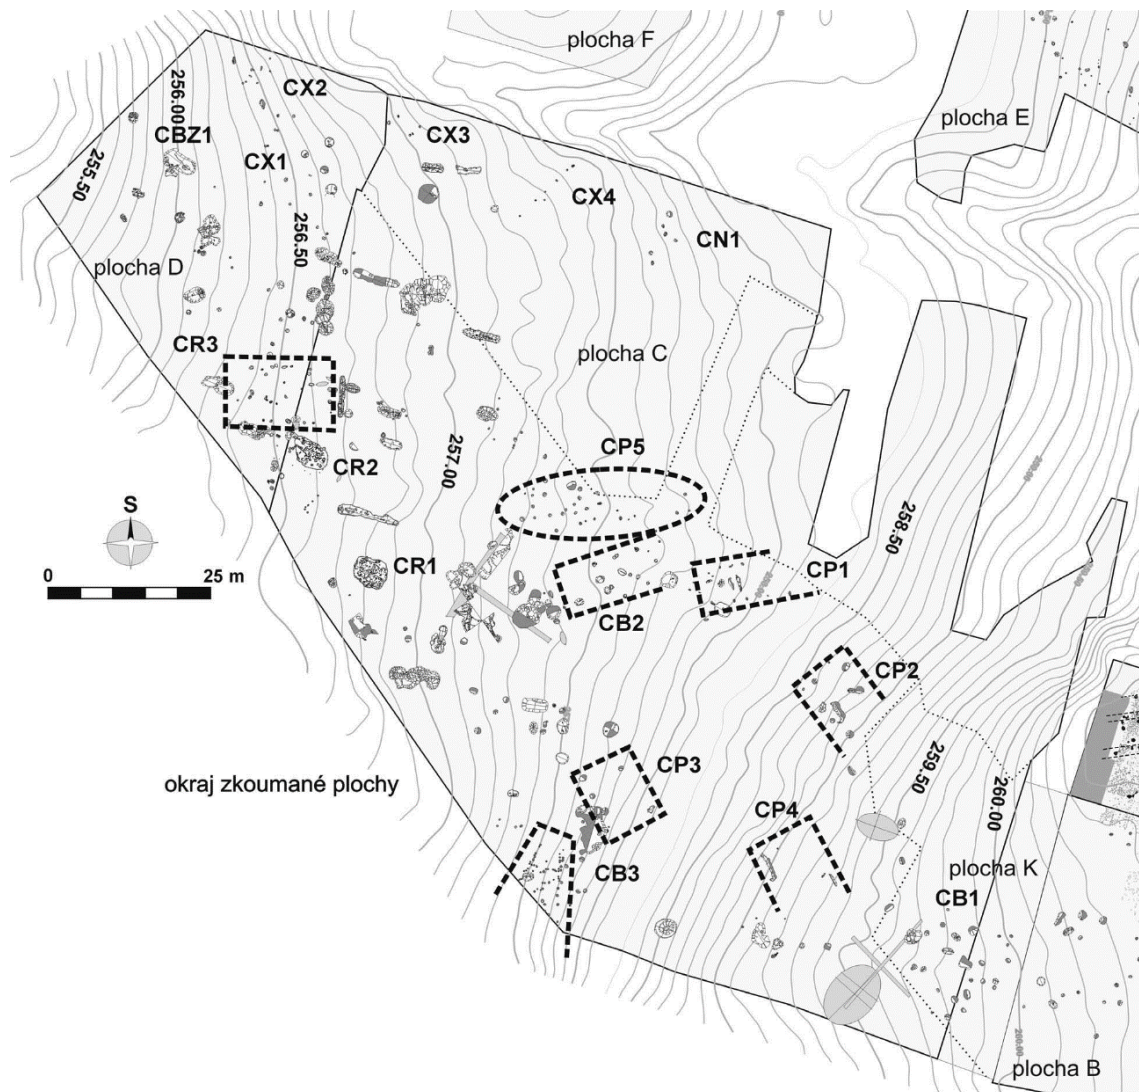 plocha F
CX2
256.00
CX3
plocha E
CBZ1
255.50
CX1
CX4
256.50
CN1
plocha D
CR3
plocha C
257.00
CP5
CR2
258.50
S
0 25 m
CR1
CP1
CB2
CP2
259.50
CP3
okraj zkoumané plochy
260.00
CP4
plocha K
CB3
CB1
260.00
plocha B